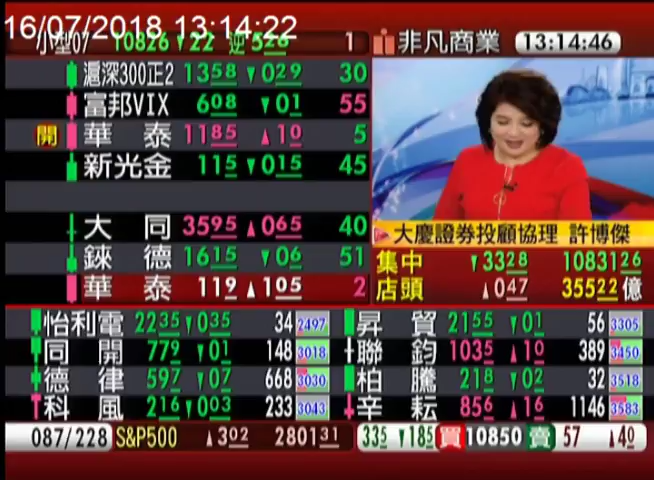 16/07/2018 13:14:22
小型07 10826 ▼22 逆 526 1
非凡商業 13:14:46
滬深300正2 1358 ▼029 30
富邦VIX 608 ▼01 55
開 華泰 1185 ▲10 5
新光金 115 ▼015 45
大同 3595 ▲065 40
錸德 1615 ▼06 51
華泰 119 ▲105 2
大慶證券投顧協理 許博傑
集中 ▼3328 1083126
店頭 ▲047 35522億
怡利電 2235 ▼035 34 2497
昇貿 2155 ▼01 56 3305
同開 779 ▼01 148 3018
聯鈞 1035 ▲10 389 3450
德律 597 ▼07 668 3030
柏騰 218 ▼02 32 3518
科風 216 ▼003 233 3043
辛耘 856 ▲16 1146 3583
087/228 S&P500 ▲302 280131
335 ▼185 買 10850 賣 57 ▲40